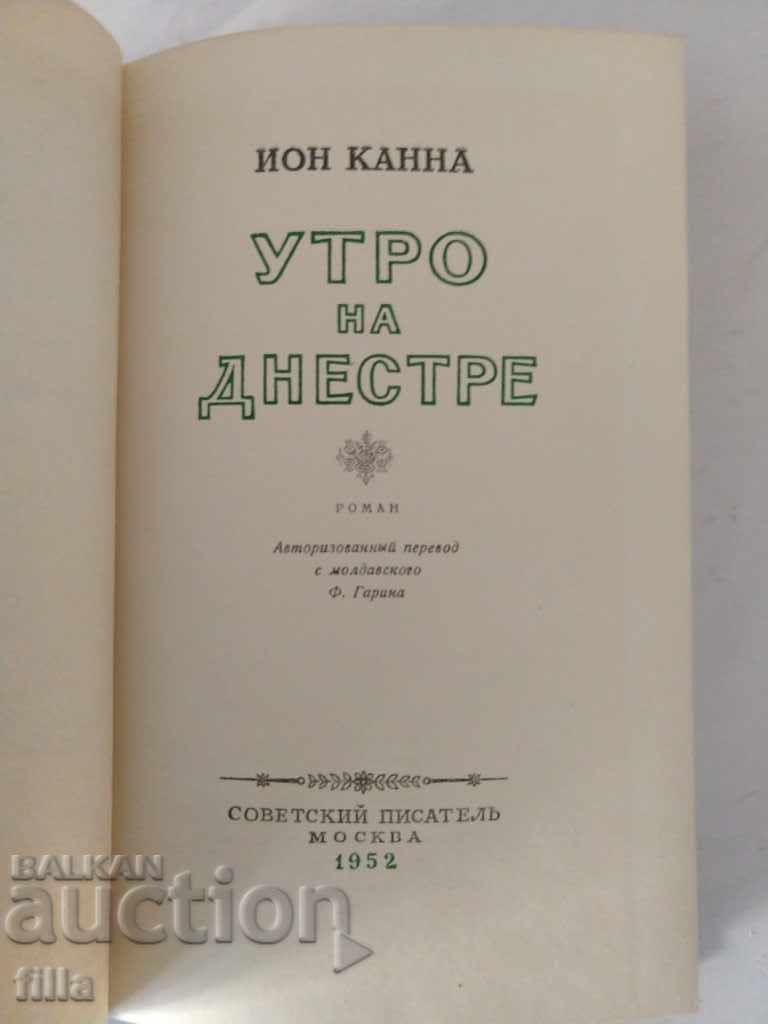 ИОН КАННА
УТРО
НА
ДНЕСТРЕ
РОМАН
Авторизованный перевод
с молдавского
Ф. Гарина
СОВЕТСКИЙ ПИСАТЕЛЬ
МОСКВА
1952
BALKAN
auction
filla